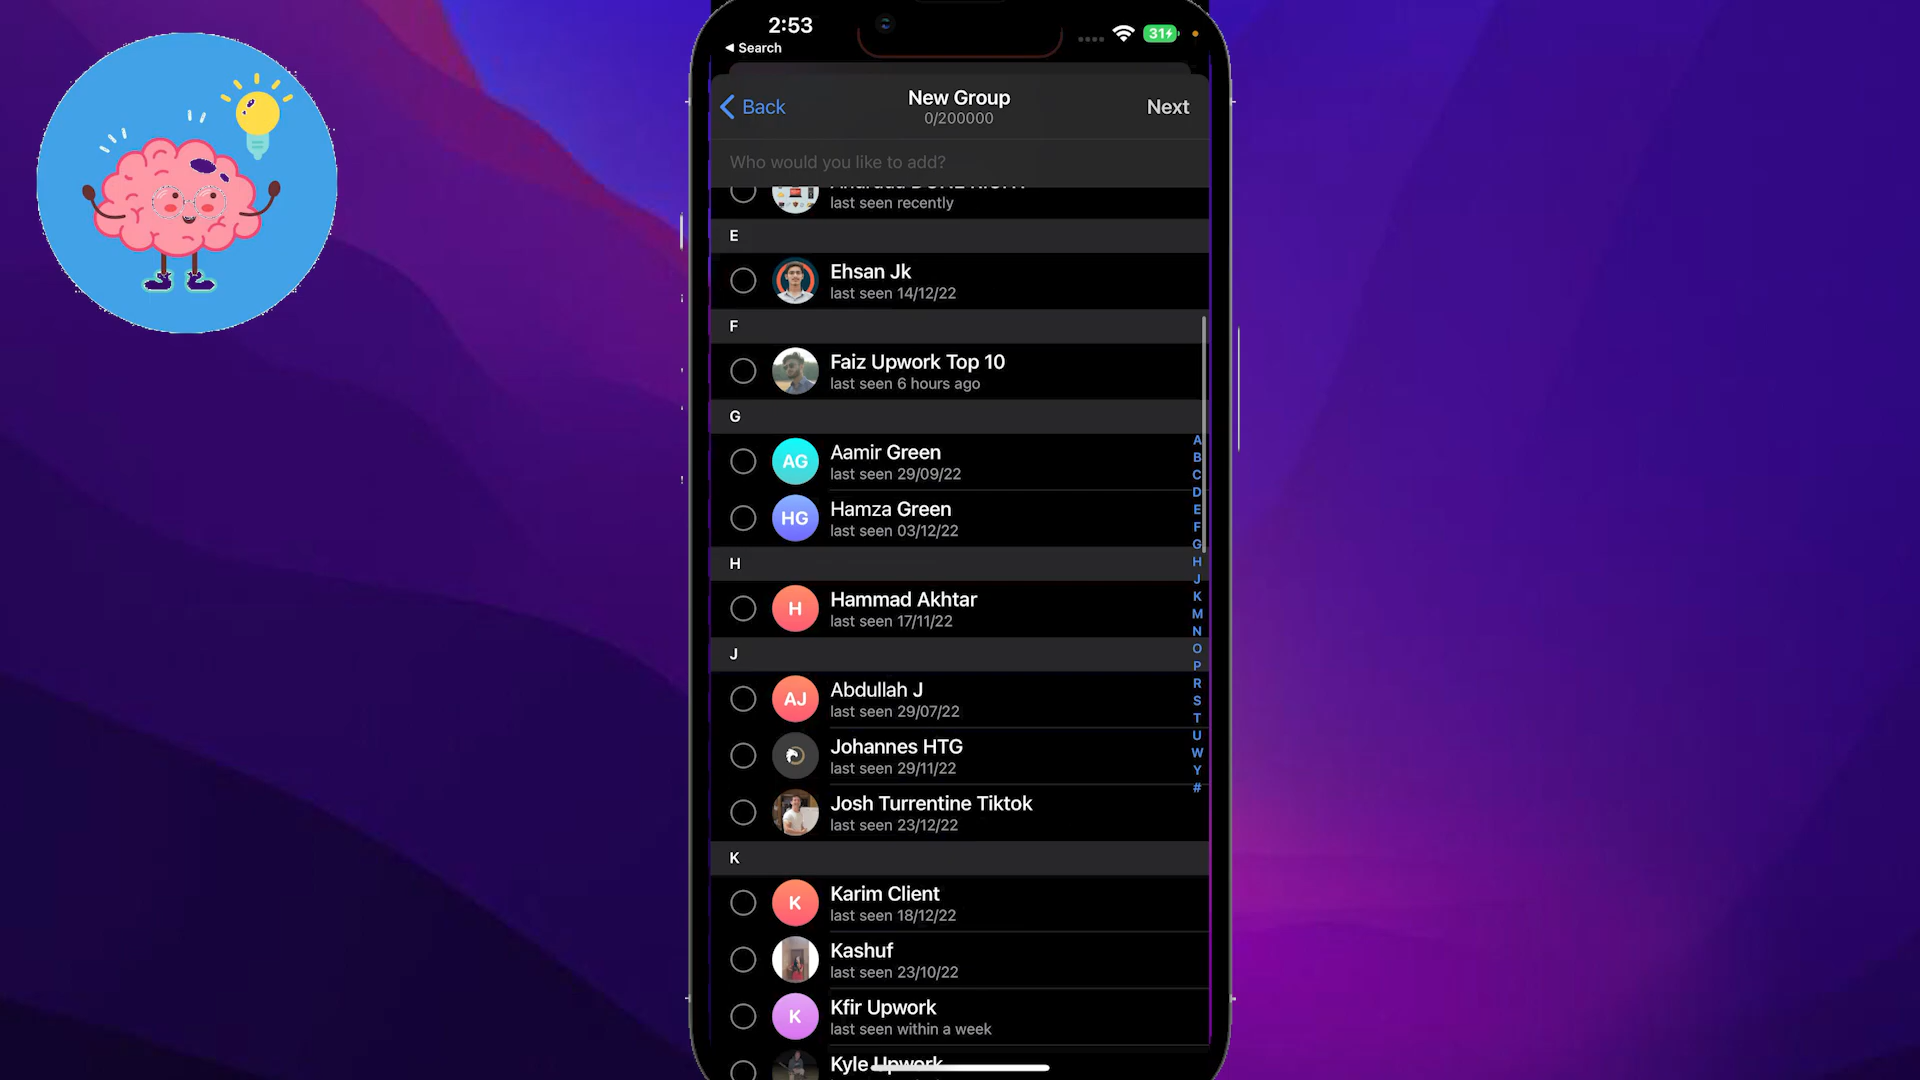 2:53
31
Search
Back
New Group
Next
0/200000
Who would you like to add?
last seen recently
E
Ehsan Jk
last seen 14/12/22
F
Faiz Upwork Top 10
last seen 6 hours ago
G
AG
Aamir Green
last seen 29/09/22
HG
Hamza Green
last seen 03/12/22
H
H
Hammad Akhtar
last seen 17/11/22
J
AJ
Abdullah J
last seen 29/07/22
Johannes HTG
last seen 29/11/22
Josh Turrentine Tiktok
last seen 23/12/22
K
K
Karim Client
last seen 18/12/22
Kashuf
last seen 23/10/22
K
Kfir Upwork
last seen within a week
Kyle Upwork
A
B
C
D
E
F
G
H
J
K
M
N
O
P
R
S
T
U
W
Y
#